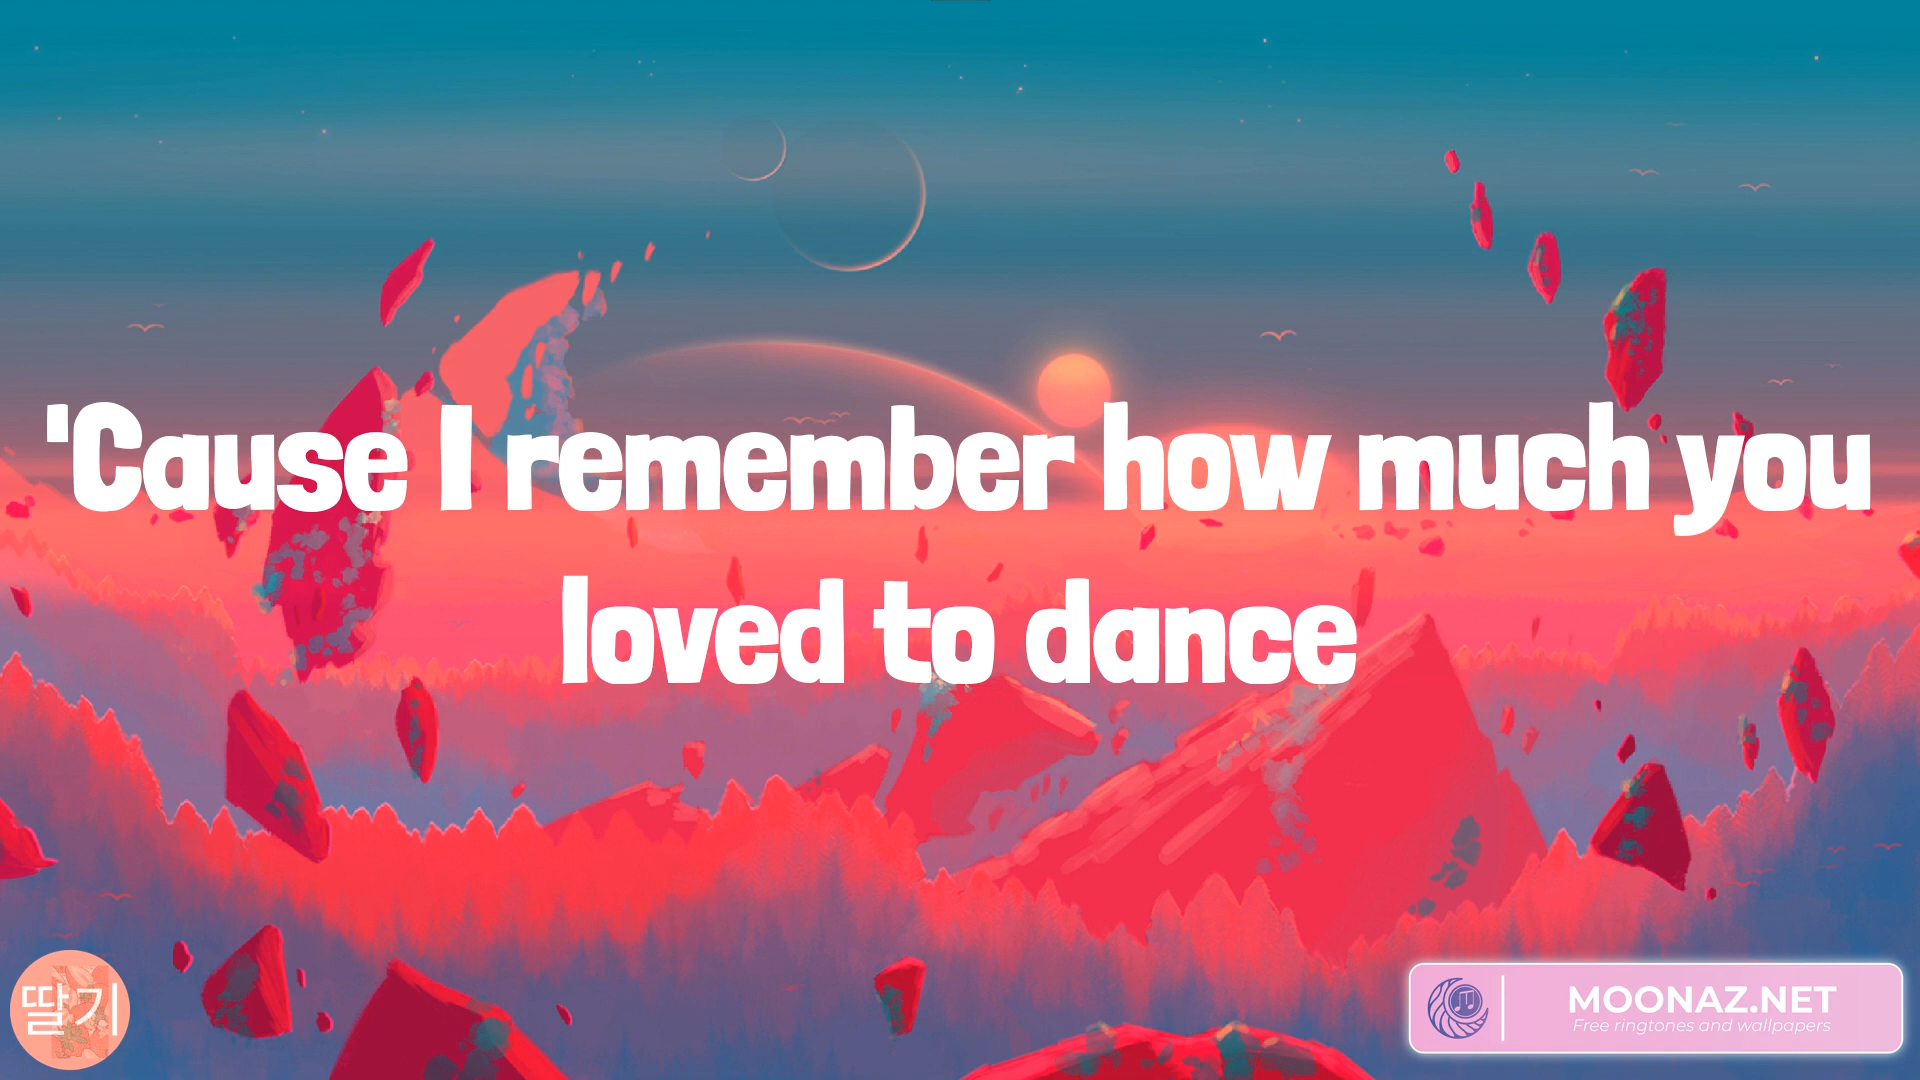 'Cause I remember how much you
loved to dance
딸기
MOONAZ.NET
Free ringtones and wallpapers